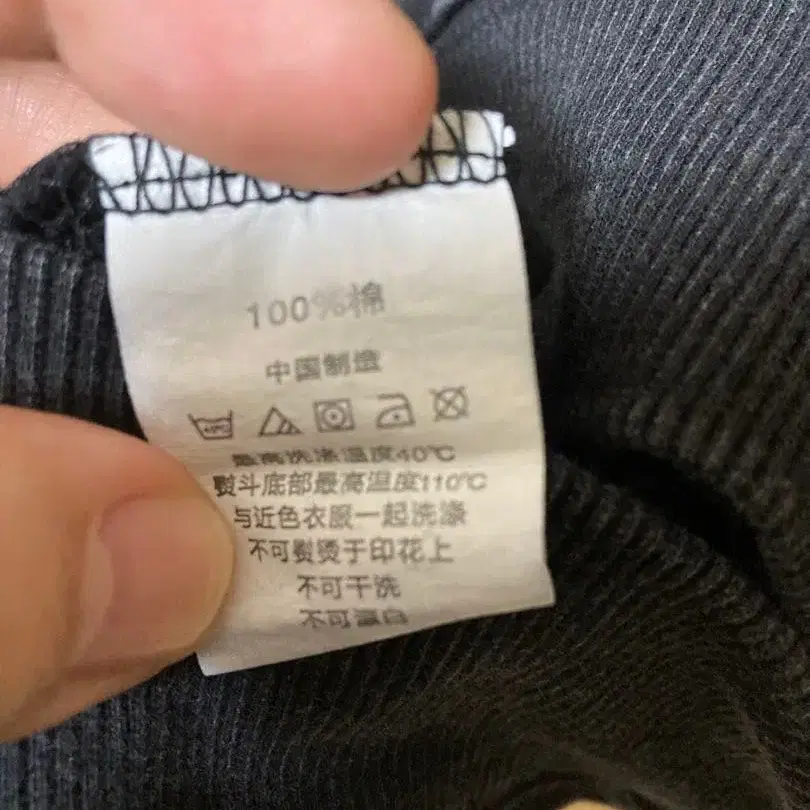 100%棉
中国制造
最高洗涤温度40℃
熨斗底部最高温度110℃
与近色衣服一起洗涤
不可熨烫于印花上
不可干洗
不可漂白